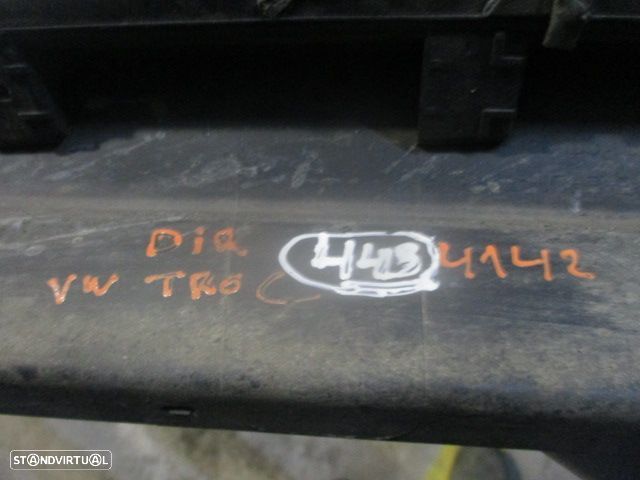 DiR 443 4142
VW TROC
STANDVIRTUAL